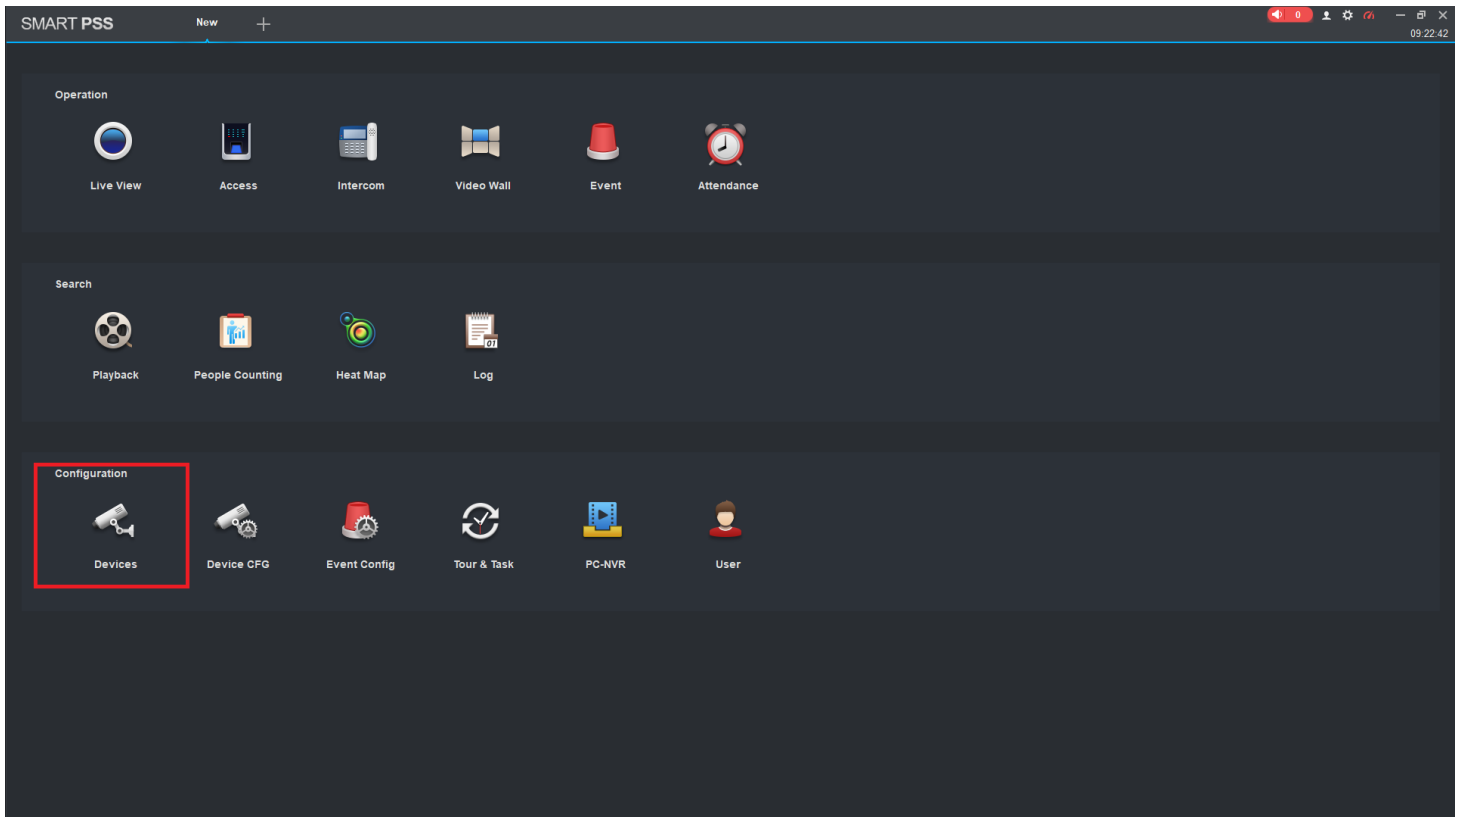 SMART PSS New + 0
09:22:42
Operation
Live View Access Intercom Video Wall Event Attendance
Search
01
Playback People Counting Heat Map Log
Configuration
Devices Device CFG Event Config Tour & Task PC-NVR User